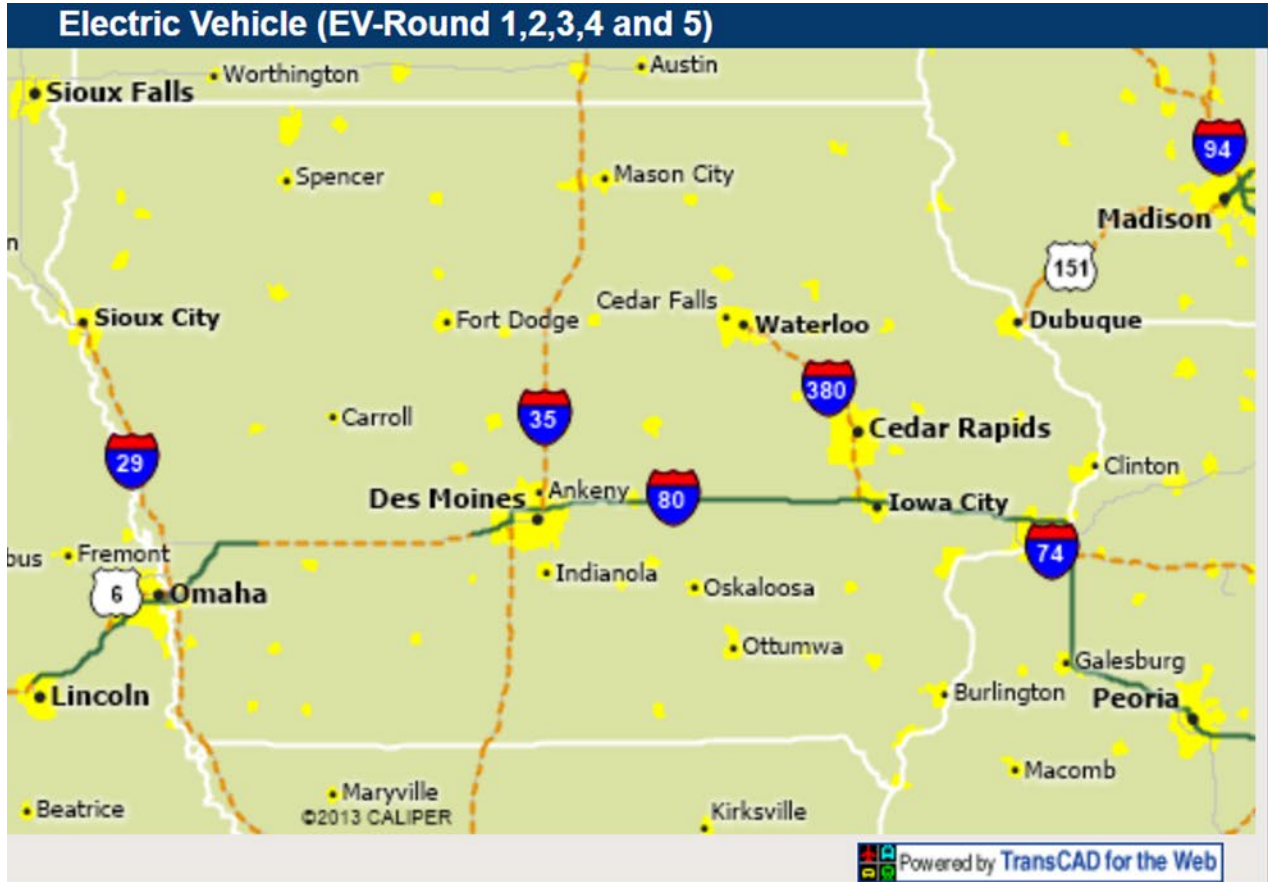 Electric Vehicle (EV-Round 1,2,3,4 and 5)
Worthington
Austin
Sioux Falls
94
Spencer
Mason City
Madison
n
151
Sioux City
Fort Dodge
Cedar Falls
Waterloo
Dubuque
380
Carroll
35
Cedar Rapids
29
Clinton
Des Moines
Ankeny
80
Iowa City
bus
Fremont
74
Indianola
6
Omaha
Oskaloosa
Ottumwa
Galesburg
Lincoln
Burlington
Peoria
Macomb
Maryville
©2013 CALIPER
Beatrice
Kirksville
Powered by TransCAD for the Web